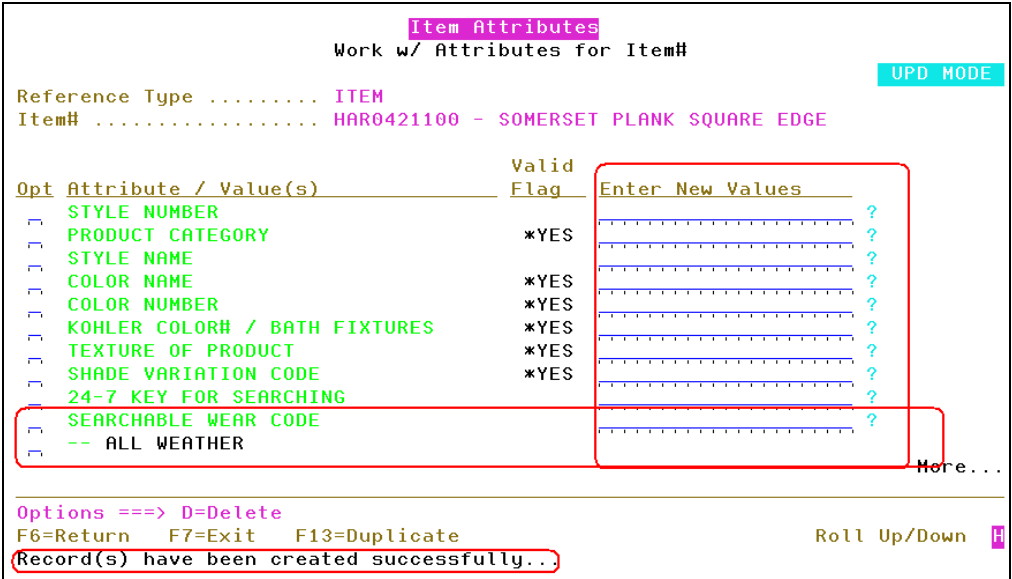 Item Attributes
Work w/ Attributes for Item#
UPD MODE
Reference Type ......... ITEM
Item# .................. HAR0421100 - SOMERSET PLANK SQUARE EDGE
Valid
Opt Attribute / Value(s) Flag Enter New Values
STYLE NUMBER ?
PRODUCT CATEGORY *YES ?
STYLE NAME ?
COLOR NAME *YES ?
COLOR NUMBER *YES ?
KOHLER COLOR# / BATH FIXTURES *YES ?
TEXTURE OF PRODUCT *YES ?
SHADE VARIATION CODE *YES ?
24-7 KEY FOR SEARCHING ?
SEARCHABLE WEAR CODE ?
-- ALL WEATHER
More...
Options ===> D=Delete
F6=Return F7=Exit F13=Duplicate Roll Up/Down H
Record(s) have been created successfully...